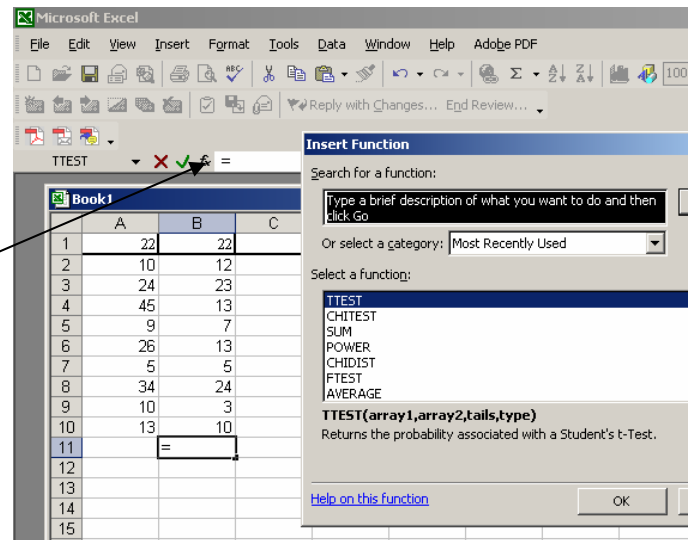 Microsoft Excel
File Edit View Insert Format Tools Data Window Help Adobe PDF
ABC Σ A Z Z A 100
Reply with Changes... End Review...
TTEST fx =
Book1
A B C
1 22 22
2 10 12
3 24 23
4 45 13
5 9 7
6 26 13
7 5 5
8 34 24
9 10 3
10 13 10
11 =
12
13
14
15
Insert Function
Search for a function:
Type a brief description of what you want to do and then
click Go
Or select a category: Most Recently Used
Select a function:
TTEST
CHITEST
SUM
POWER
CHIDIST
FTEST
AVERAGE
TTEST(array1,array2,tails,type)
Returns the probability associated with a Student's t-Test.
Help on this function
OK